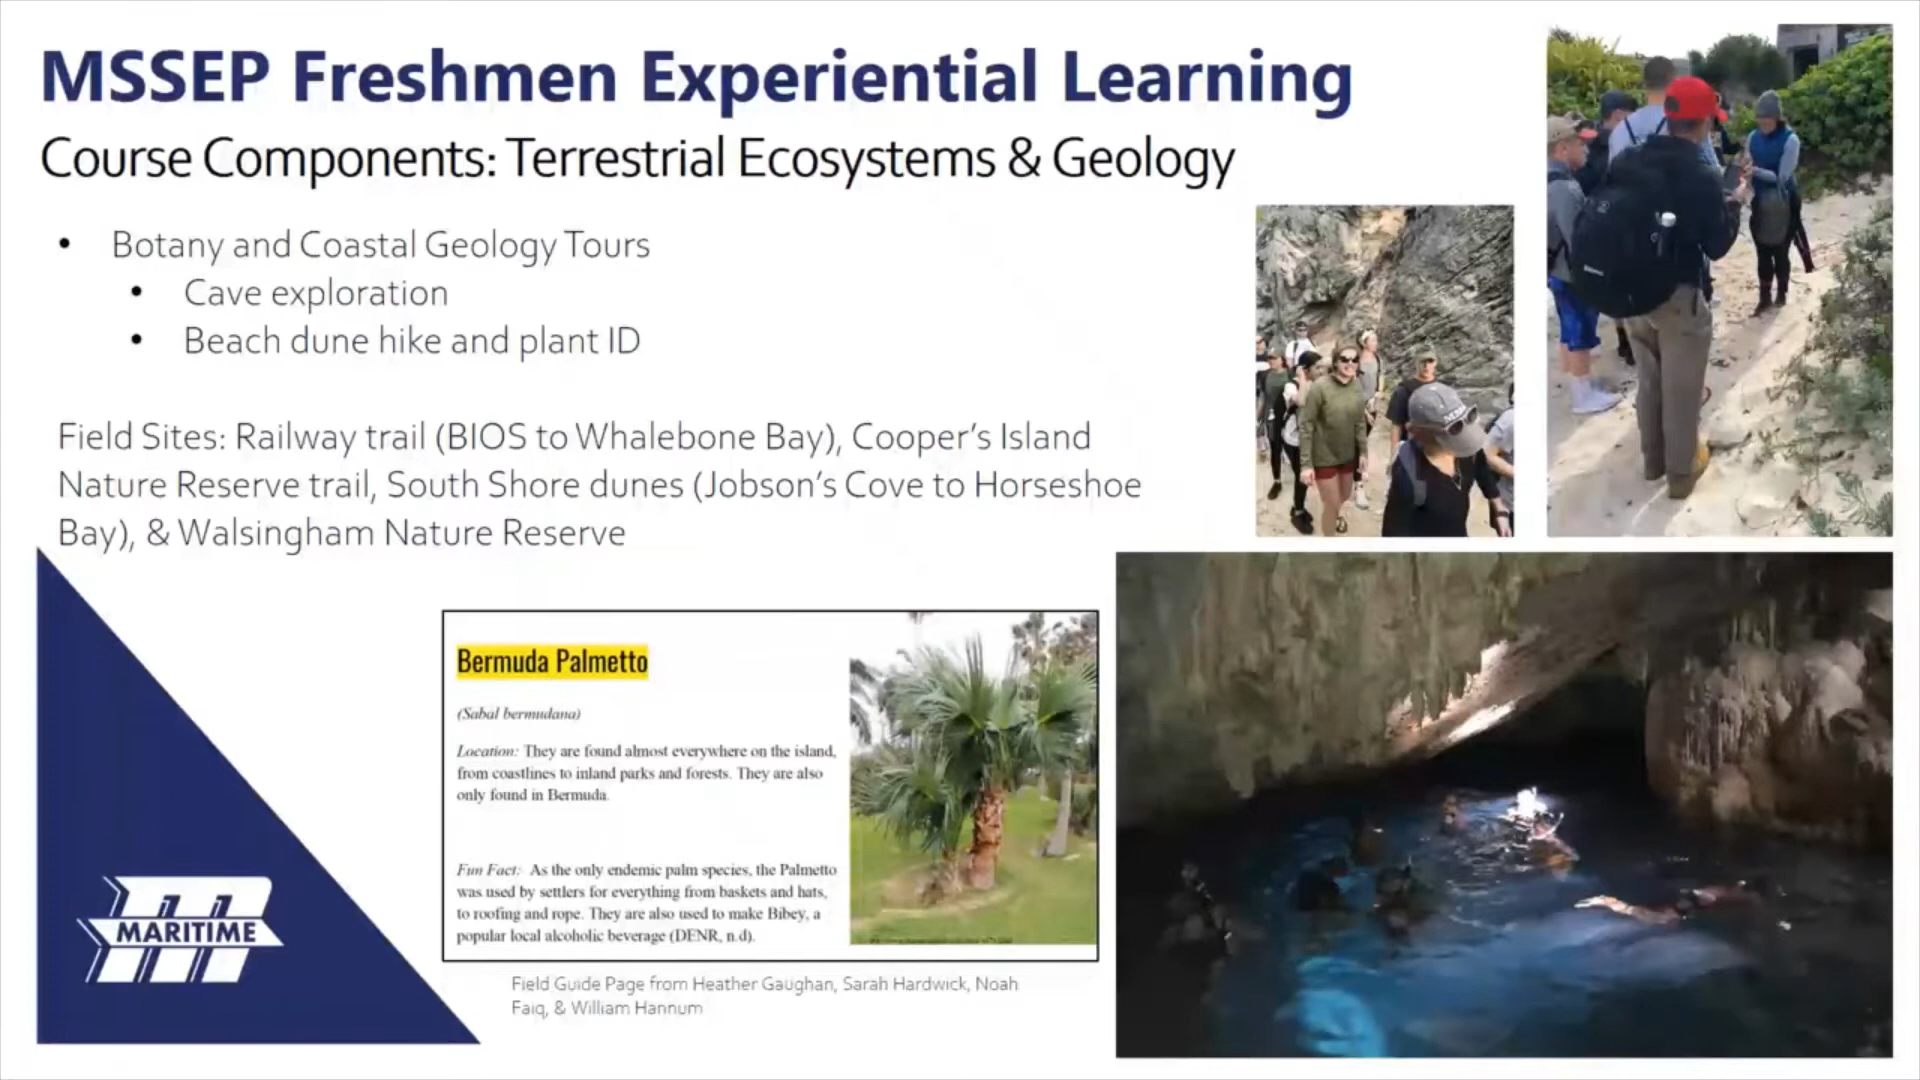 MSSEP Freshmen Experiential Learning
Course Components: Terrestrial Ecosystems & Geology
• Botany and Coastal Geology Tours
• Cave exploration
• Beach dune hike and plant ID
Field Sites: Railway trail (BIOS to Whalebone Bay), Cooper's Island
Nature Reserve trail, South Shore dunes (Jobson's Cove to Horseshoe
Bay), & Walsingham Nature Reserve
Bermuda Palmetto
(Sabal bermudana)
Location: They are found almost everywhere on the island,
from coastlines to inland parks and forests. They are also
only found in Bermuda.
Fun Fact: As the only endemic palm species, the Palmetto
was used by settlers for everything from baskets and hats,
to roofing and rope. They are also used to make Bibey, a
popular local alcoholic beverage (DENR, n.d).
Field Guide Page from Heather Gaughan, Sarah Hardwick, Noah
Faiq, & William Hannum
MARITIME